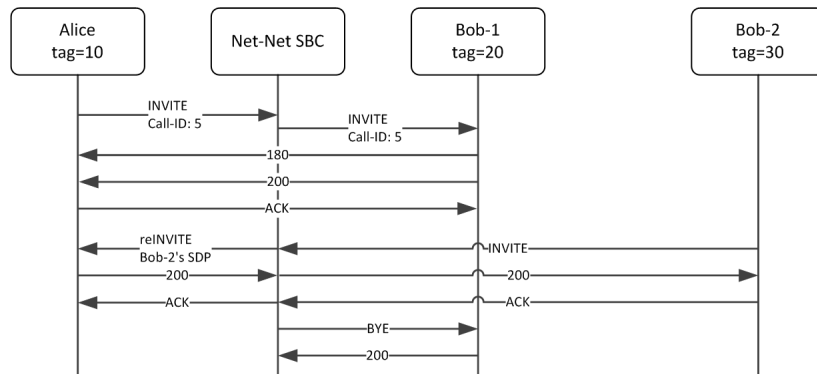 Alice
tag=10
Net-Net SBC
Bob-1
tag=20
Bob-2
tag=30
INVITE
Call-ID: 5
INVITE
Call-ID: 5
180
200
ACK
reINVITE
Bob-2's SDP
INVITE
200
200
ACK
ACK
BYE
200